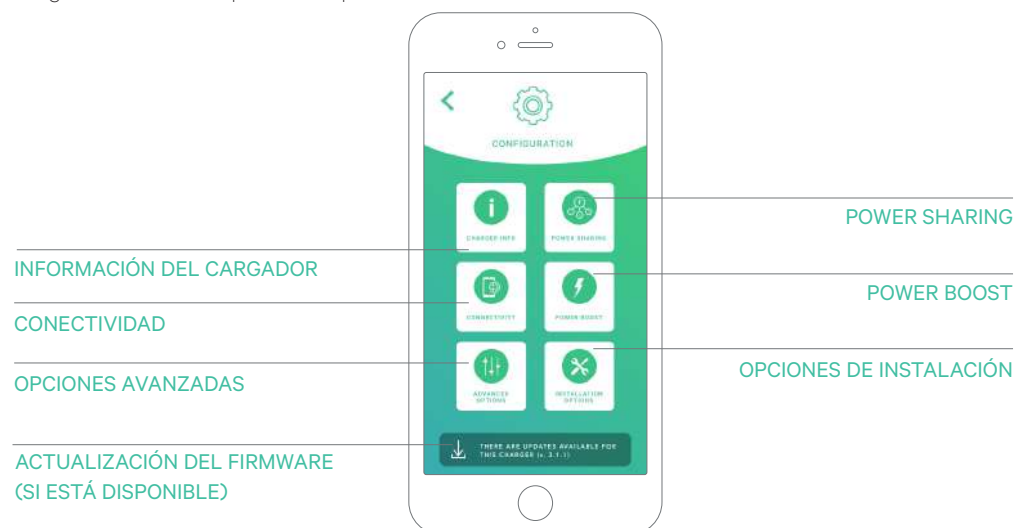 CONFIGURATION
CHARGER INFO
POWER SHARING
CONNECTIVITY
POWER BOOST
ADVANCED
OPTIONS
INSTALLATION
OPTIONS
THERE ARE UPDATES AVAILABLE FOR
THIS CHARGER (v. 3.1.1)
INFORMACIÓN DEL CARGADOR
CONECTIVIDAD
OPCIONES AVANZADAS
ACTUALIZACIÓN DEL FIRMWARE
(SI ESTÁ DISPONIBLE)
POWER SHARING
POWER BOOST
OPCIONES DE INSTALACIÓN